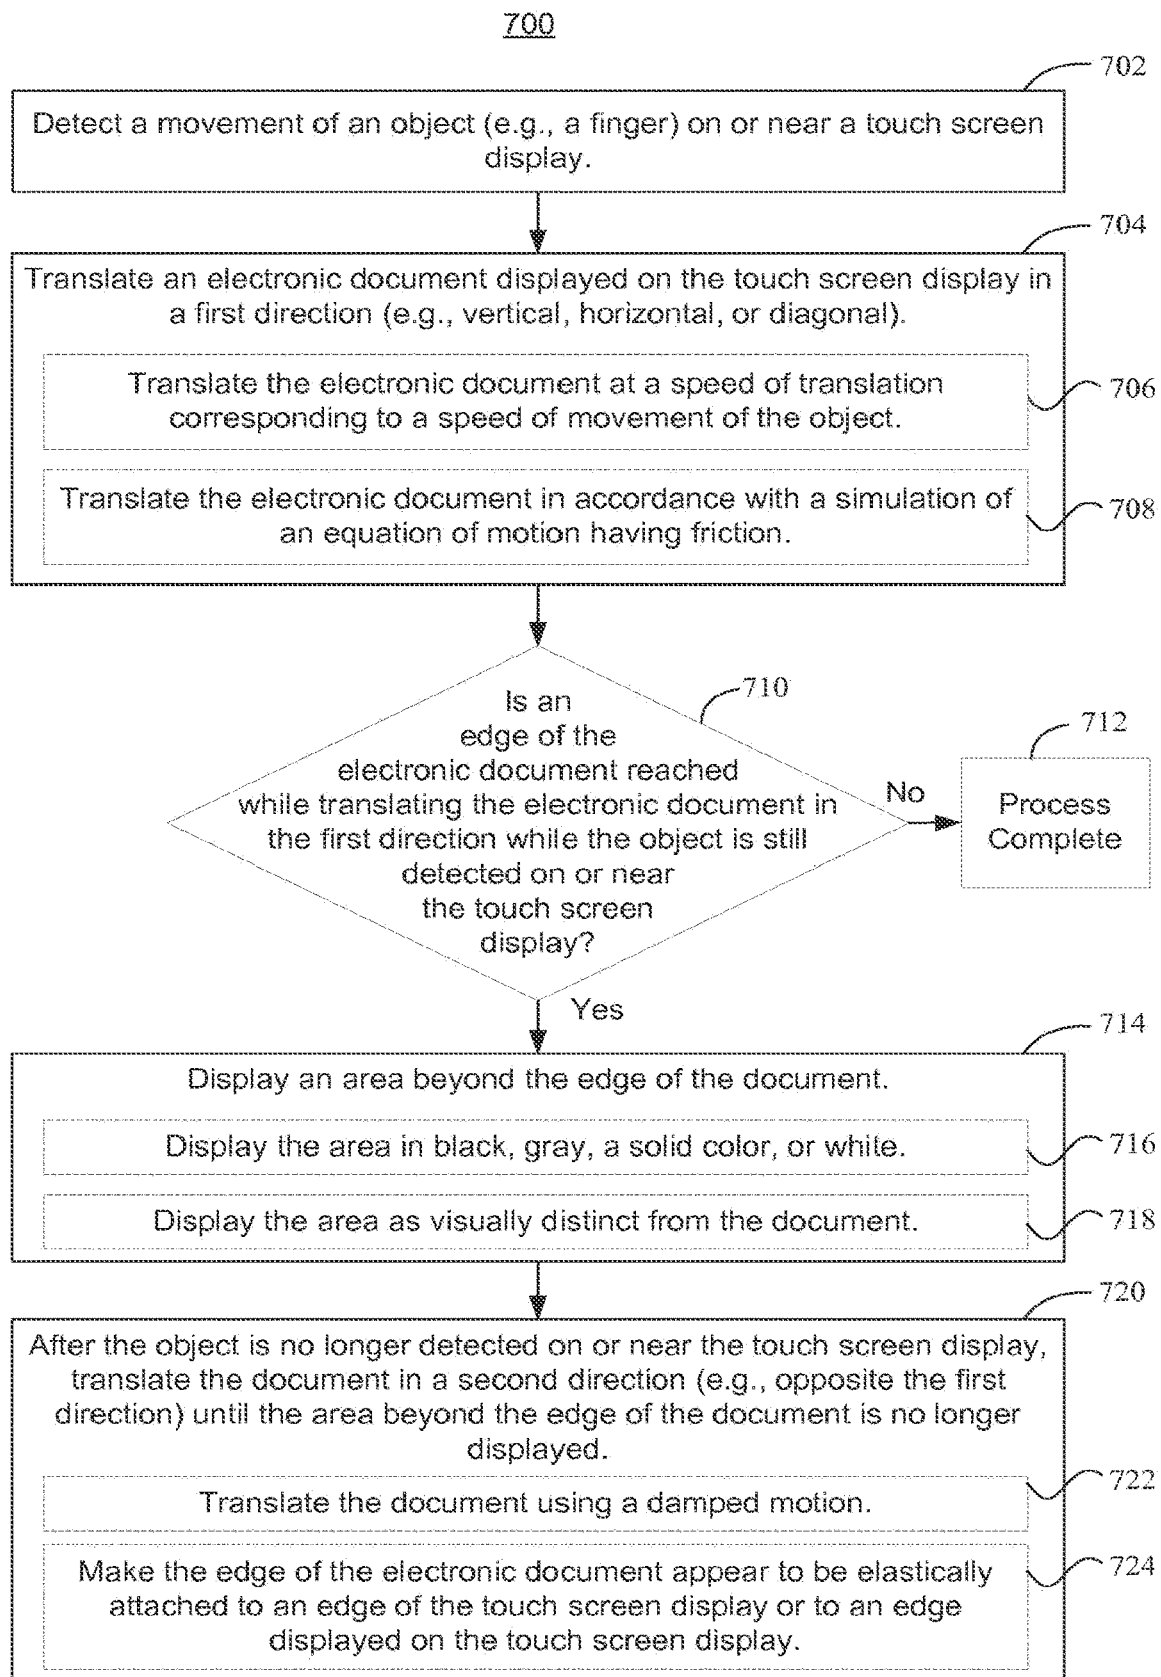 700
702
Detect a movement of an object (e.g., a finger) on or near a touch screen
display.
704
Translate an electronic document displayed on the touch screen display in
a first direction (e.g., vertical, horizontal, or diagonal).
Translate the electronic document at a speed of translation
corresponding to a speed of movement of the object.
706
Translate the electronic document in accordance with a simulation of
an equation of motion having friction.
708
710
Is an
edge of the
electronic document reached
while translating the electronic document in
the first direction while the object is still
detected on or near
the touch screen
display?
No
712
Process
Complete
Yes
714
Display an area beyond the edge of the document.
Display the area in black, gray, a solid color, or white.
716
Display the area as visually distinct from the document.
718
720
After the object is no longer detected on or near the touch screen display,
translate the document in a second direction (e.g., opposite the first
direction) until the area beyond the edge of the document is no longer
displayed.
722
Translate the document using a damped motion.
724
Make the edge of the electronic document appear to be elastically
attached to an edge of the touch screen display or to an edge
displayed on the touch screen display.